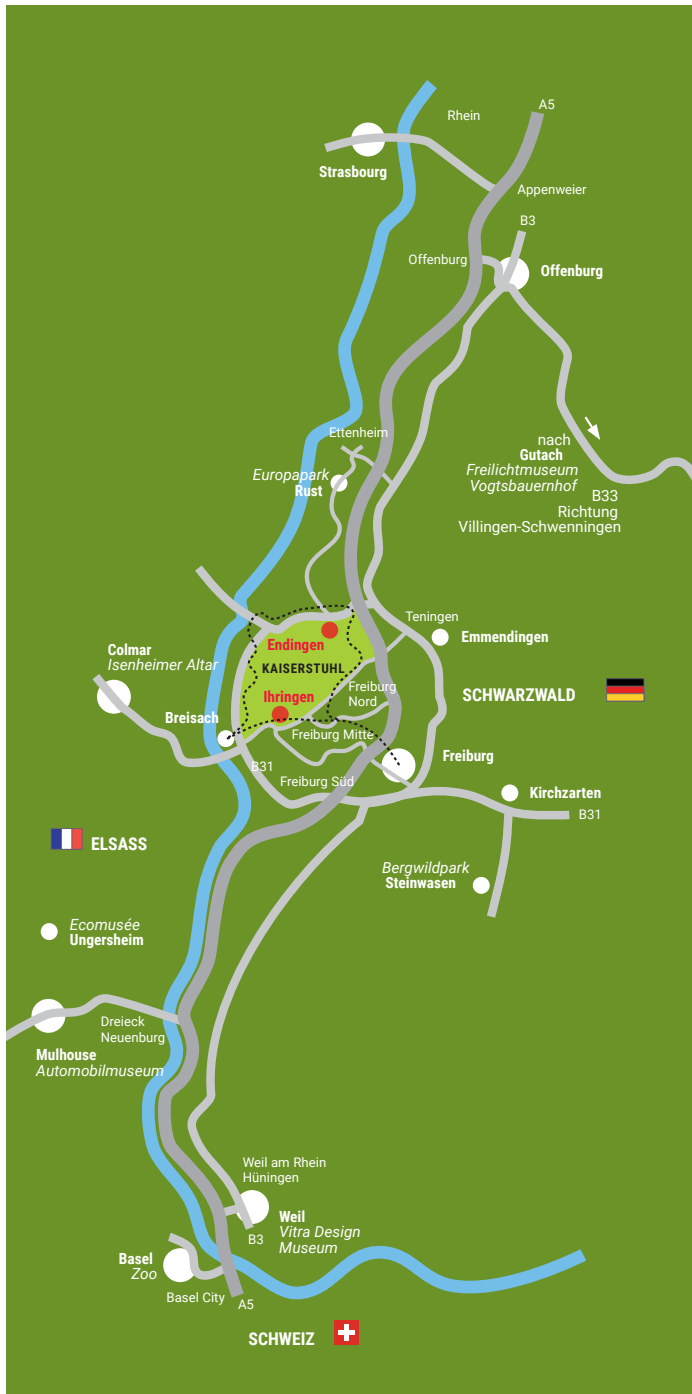 Rhein
A5
Strasbourg
Appenweier
B3
Offenburg
Offenburg
Ettenheim
nach
Gutach
Freilichtmuseum
Vogtsbauernhof
B33
Richtung
Villingen-Schwenningen
Europapark
Rust
Teningen
Emmendingen
Endingen
KAISERSTUHL
Colmar
Isenheimer Altar
Ihringen
Freiburg
Nord
SCHWARZWALD
Breisach
Freiburg Mitte
Freiburg
B31
Freiburg Süd
Kirchzarten
B31
ELSASS
Bergwildpark
Steinwasen
Ecomusée
Ungersheim
Dreieck
Neuenburg
Mulhouse
Automobilmuseum
Weil am Rhein
Hüningen
Weil
Vitra Design
Museum
B3
Basel
Zoo
Basel City
A5
SCHWEIZ